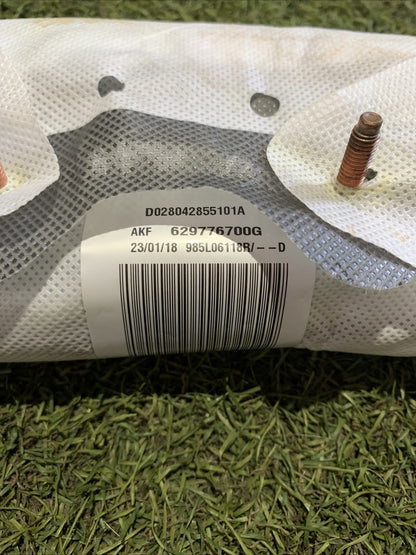 D028042855101A
AKF 629776700G
23/01/18 985L06118R/--D